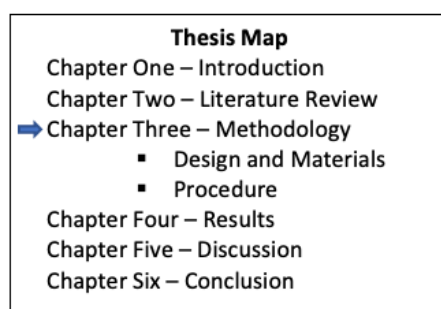 Thesis Map
Chapter One – Introduction
Chapter Two – Literature Review
Chapter Three – Methodology
▪ Design and Materials
▪ Procedure
Chapter Four – Results
Chapter Five – Discussion
Chapter Six – Conclusion